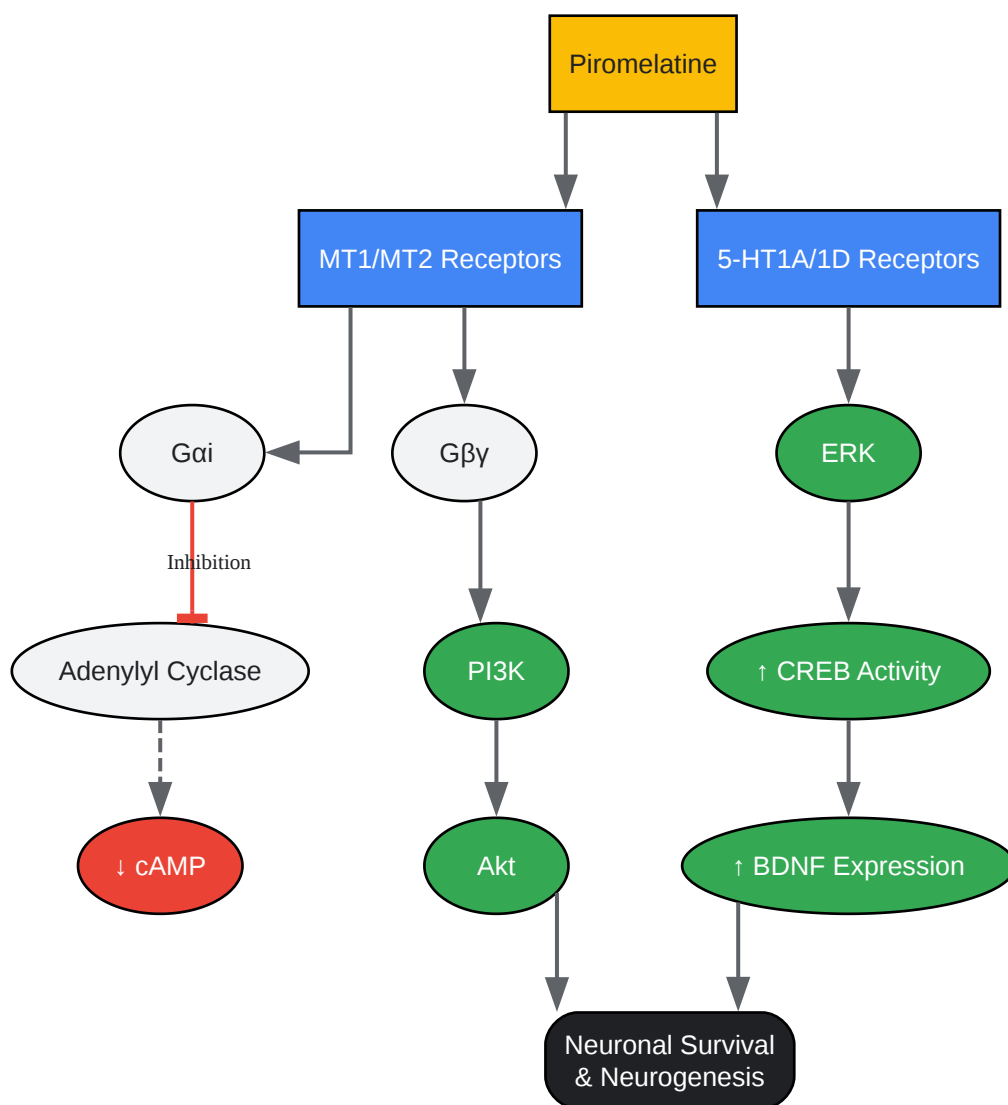 Piromelatine
MT1/MT2 Receptors
5-HT1A/1D Receptors
Gαi
Gβγ
ERK
Inhibition
Adenylyl Cyclase
PI3K
↑ CREB Activity
↓ cAMP
Akt
↑ BDNF Expression
Neuronal Survival
& Neurogenesis